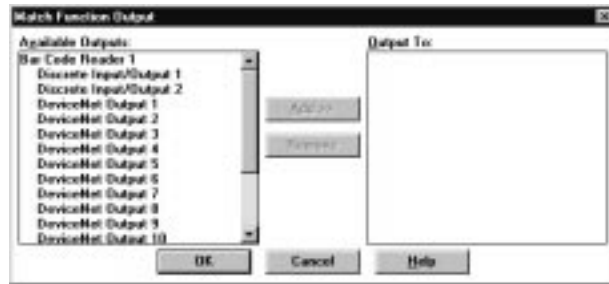 Match Function Output
Available Outputs:
Output To:
Bar Code Reader 1
Discrete Input/Output 1
Discrete Input/Output 2
DeviceNet Output 1
DeviceNet Output 2
DeviceNet Output 3
DeviceNet Output 4
DeviceNet Output 5
DeviceNet Output 6
DeviceNet Output 7
DeviceNet Output 8
DeviceNet Output 9
DeviceNet Output 10
Add >>
Remove
OK
Cancel
Help